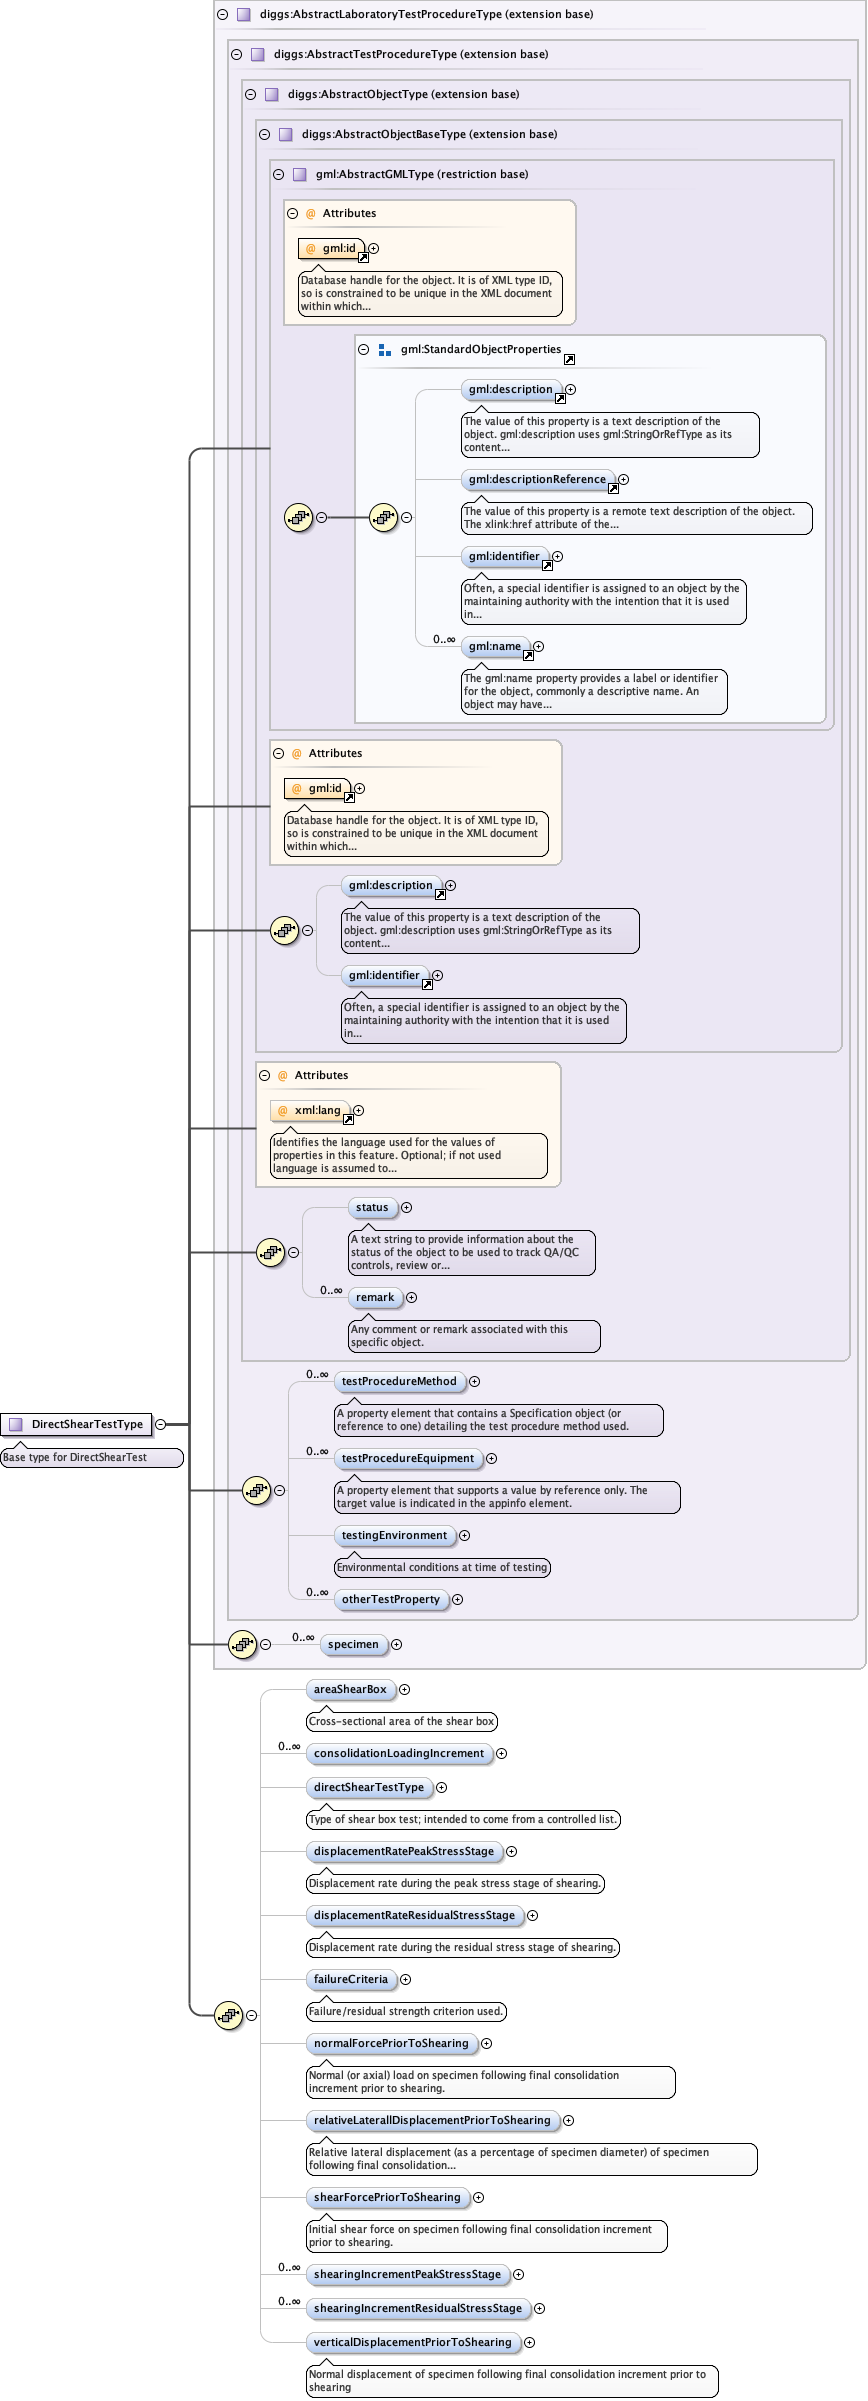 diggs:AbstractLaboratoryTestProcedureType (extension base)
diggs:AbstractTestProcedureType (extension base)
diggs:AbstractObjectType (extension base)
diggs:AbstractObjectBaseType (extension base)
gml:AbstractGMLType (restriction base)
@ Attributes
@ gml:id
Database handle for the object. It is of XML type ID,
so is constrained to be unique in the XML document
within which...
gml:StandardObjectProperties
gml:description
The value of this property is a text description of the
object. gml:description uses gml:StringOrRefType as its
content...
gml:descriptionReference
The value of this property is a remote text description of the object.
The xlink:href attribute of the...
gml:identifier
Often, a special identifier is assigned to an object by the
maintaining authority with the intention that it is used
in...
0..∞
gml:name
The gml:name property provides a label or identifier
for the object, commonly a descriptive name. An
object may have...
@ Attributes
@ gml:id
Database handle for the object. It is of XML type ID,
so is constrained to be unique in the XML document
within which...
gml:description
The value of this property is a text description of the
object. gml:description uses gml:StringOrRefType as its
content...
gml:identifier
Often, a special identifier is assigned to an object by the
maintaining authority with the intention that it is used
in...
@ Attributes
@ xml:lang
Identifies the language used for the values of
properties in this feature. Optional; if not used
language is assumed to...
status
A text string to provide information about the
status of the object to be used to track QA/QC
controls, review or...
0..∞
remark
Any comment or remark associated with this
specific object.
0..∞
testProcedureMethod
A property element that contains a Specification object (or
reference to one) detailing the test procedure method used.
DirectShearTestType
Base type for DirectShearTest
0..∞
testProcedureEquipment
A property element that supports a value by reference only. The
target value is indicated in the appinfo element.
testingEnvironment
Environmental conditions at time of testing
0..∞
otherTestProperty
0..∞
specimen
areaShearBox
Cross-sectional area of the shear box
0..∞
consolidationLoadingIncrement
directShearTestType
Type of shear box test; intended to come from a controlled list.
displacementRatePeakStressStage
Displacement rate during the peak stress stage of shearing.
displacementRateResidualStressStage
Displacement rate during the residual stress stage of shearing.
failureCriteria
Failure/residual strength criterion used.
normalForcePriorToShearing
Normal (or axial) load on specimen following final consolidation
increment prior to shearing.
relativeLaterallDisplacementPriorToShearing
Relative lateral displacement (as a percentage of specimen diameter) of specimen
following final consolidation...
shearForcePriorToShearing
Initial shear force on specimen following final consolidation increment
prior to shearing.
0..∞
shearingIncrementPeakStressStage
0..∞
shearingIncrementResidualStressStage
verticalDisplacementPriorToShearing
Normal displacement of specimen following final consolidation increment prior to
shearing